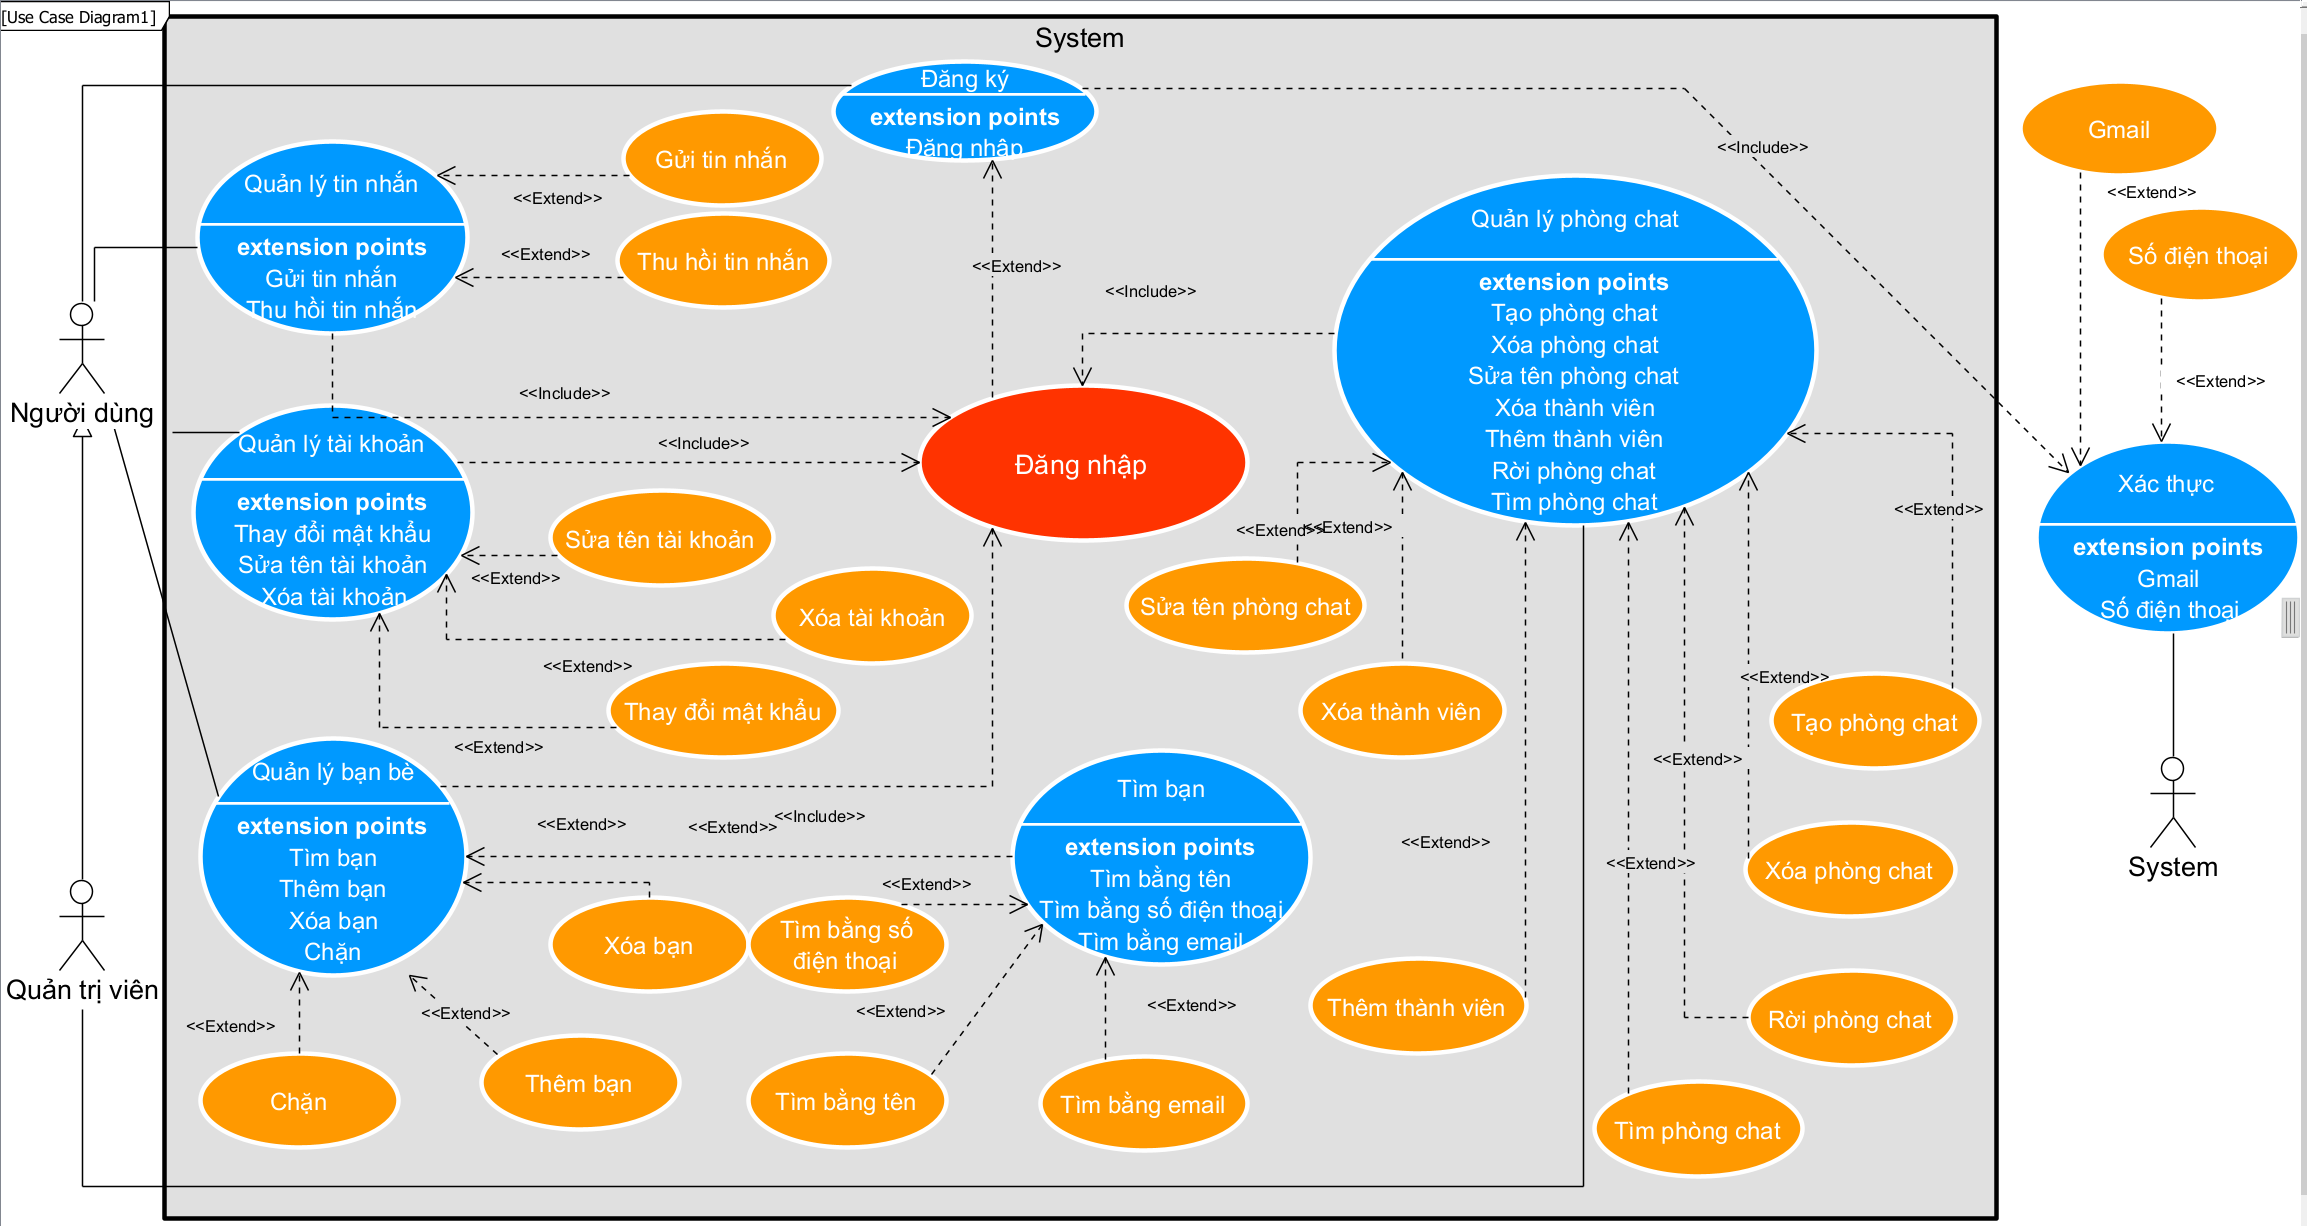 [Use Case Diagram1]
System
Đăng ký
extension points
Đăng nhập
Gửi tin nhắn
Gmail
<<Include>>
Quản lý tin nhắn
<<Extend>>
<<Extend>>
Quản lý phòng chat
extension points
Gửi tin nhắn
Thu hồi tin nhắn
<<Extend>>
Thu hồi tin nhắn
<<Extend>>
Số điện thoại
<<Include>>
extension points
Tạo phòng chat
Xóa phòng chat
Sửa tên phòng chat
Xóa thành viên
Thêm thành viên
Rời phòng chat
Tìm phòng chat
<<Extend>>
<<Include>>
Người dùng
Quản lý tài khoản
<<Include>>
Đăng nhập
extension points
Thay đổi mật khẩu
Sửa tên tài khoản
Xóa tài khoản
Xác thực
extension points
Gmail
Số điện thoại
<<Extend>>
<<Extend>>
<<Extend>>
Sửa tên tài khoản
<<Extend>>
Xóa tài khoản
Sửa tên phòng chat
<<Extend>>
Thay đổi mật khẩu
Xóa thành viên
<<Extend>>
Tạo phòng chat
<<Extend>>
<<Extend>>
Quản lý bạn bè
Tìm bạn
<<Include>>
<<Extend>>
<<Extend>>
extension points
Tìm bạn
Thêm bạn
Xóa bạn
Chặn
extension points
Tìm bằng tên
Tìm bằng số điện thoại
Tìm bằng email
<<Extend>>
<<Extend>>
Xóa phòng chat
System
<<Extend>>
Xóa bạn
Tìm bằng số
điện thoại
Quản trị viên
<<Extend>>
<<Extend>>
<<Extend>>
<<Extend>>
Thêm thành viên
Rời phòng chat
Chặn
Thêm bạn
Tìm bằng tên
Tìm bằng email
Tìm phòng chat